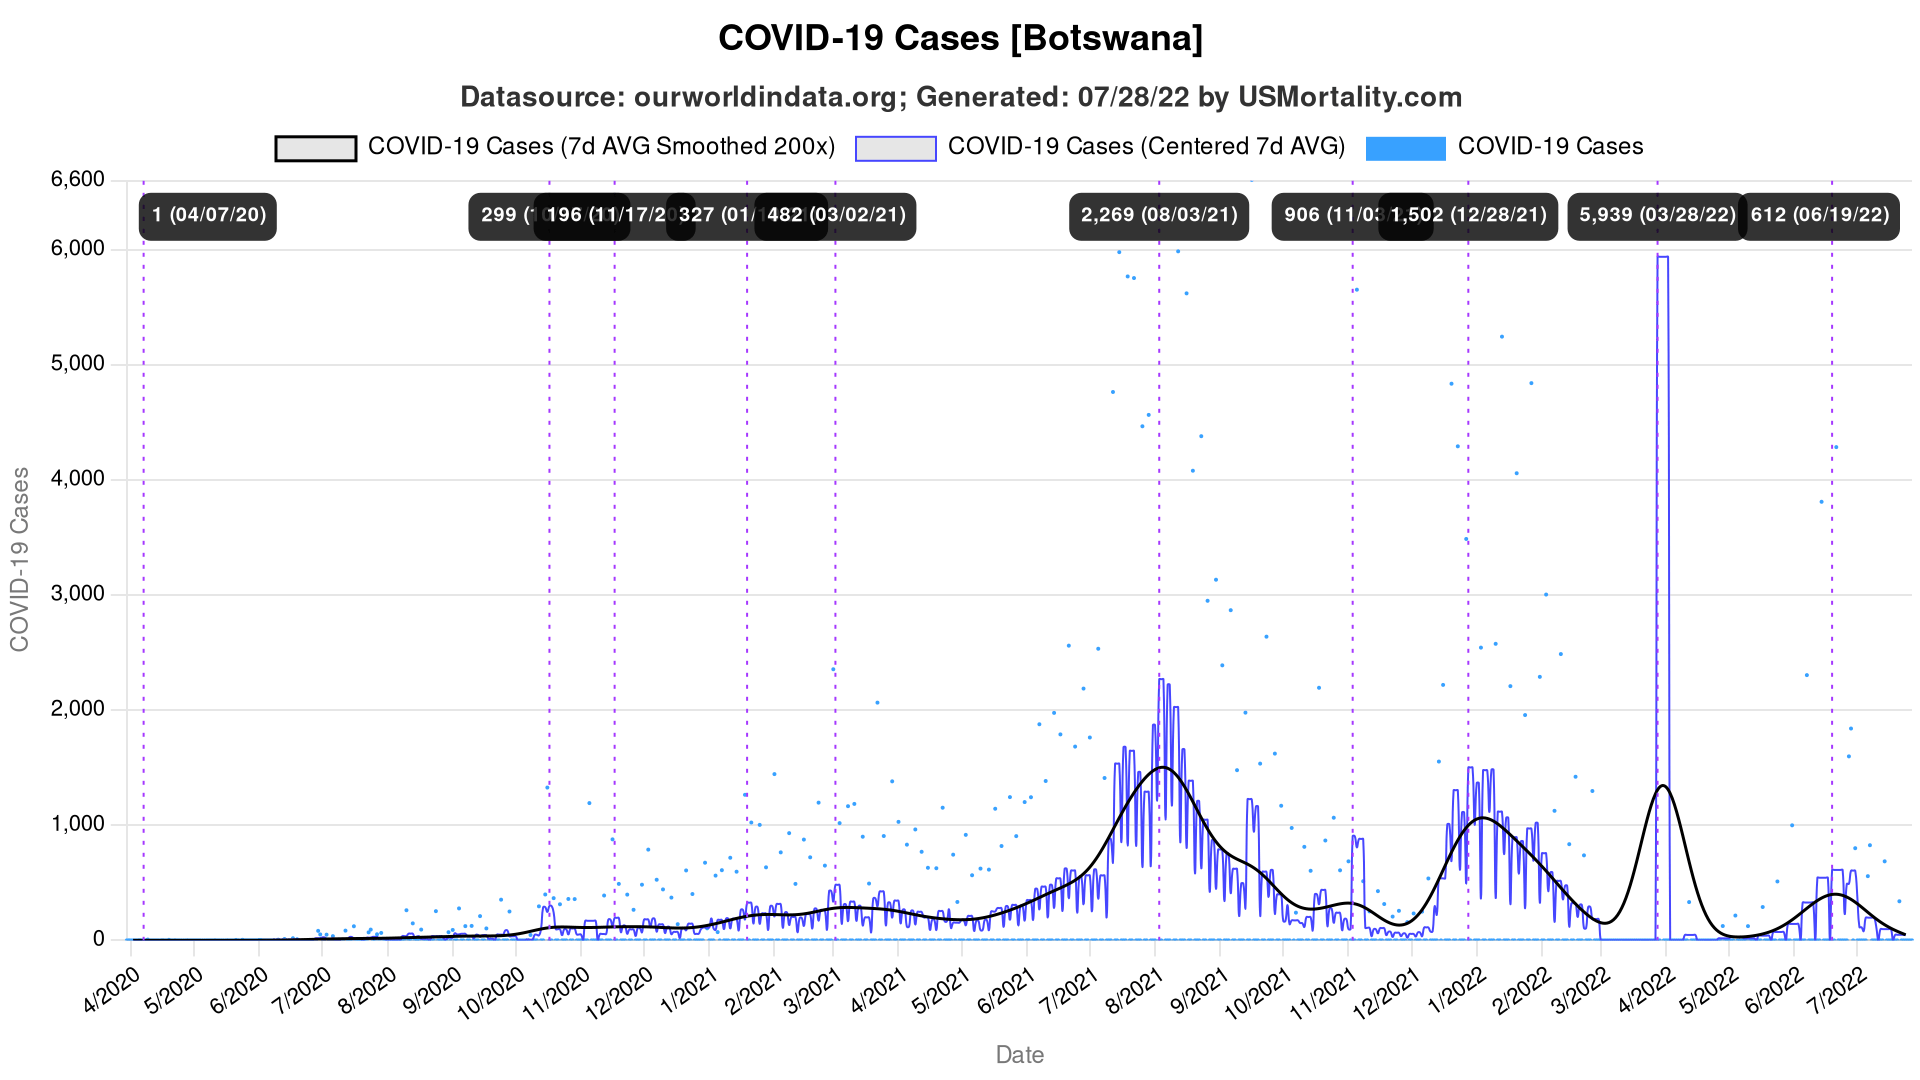 COVID-19 Cases [Botswana]
Datasource: ourworldindata.org; Generated: 07/28/22 by USMortality.com
COVID-19 Cases (7d AVG Smoothed 200x) COVID-19 Cases (Centered 7d AVG) COVID-19 Cases
1 (04/07/20) 299 ( 196 (11/17/20 327 (01/ 482 (03/02/21) 2,269 (08/03/21) 906 (11/03 1,502 (12/28/21) 5,939 (03/28/22) 612 (06/19/22)
6,600
6,000
5,000
4,000
3,000
2,000
1,000
0
COVID-19 Cases
4/2020 5/2020 6/2020 7/2020 8/2020 9/2020 10/2020 11/2020 12/2020 1/2021 2/2021 3/2021 4/2021 5/2021 6/2021 7/2021 8/2021 9/2021 10/2021 11/2021 12/2021 1/2022 2/2022 3/2022 4/2022 5/2022 6/2022 7/2022
Date